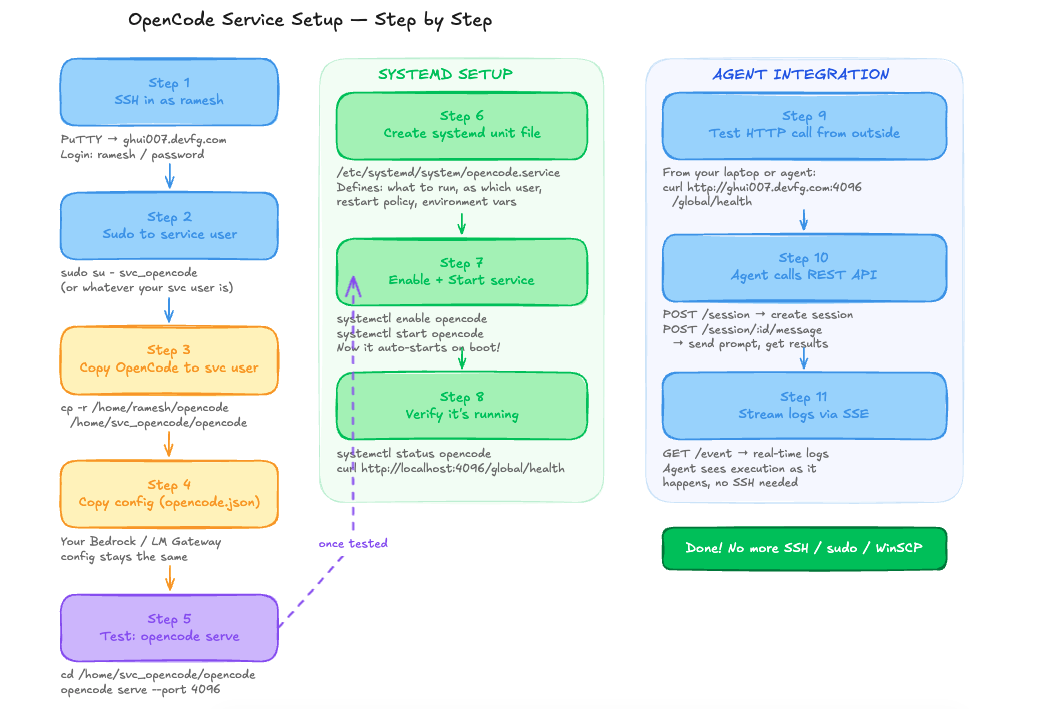 OpenCode Service Setup — Step by Step
Step 1
SSH in as ramesh
PuTTY → ghui007.devfg.com
Login: ramesh / password
Step 2
Sudo to service user
sudo su - svc_opencode
(or whatever your svc user is)
Step 3
Copy OpenCode to svc user
cp -r /home/ramesh/opencode
/home/svc_opencode/opencode
Step 4
Copy config (opencode.json)
Your Bedrock / LM Gateway
config stays the same
Step 5
Test: opencode serve
cd /home/svc_opencode/opencode
opencode serve --port 4096
once tested
SYSTEMD SETUP
Step 6
Create systemd unit file
/etc/systemd/system/opencode.service
Defines: what to run, as which user,
restart policy, environment vars
Step 7
Enable + Start service
systemctl enable opencode
systemctl start opencode
Now it auto-starts on boot!
Step 8
Verify it's running
systemctl status opencode
curl http://localhost:4096/global/health
AGENT INTEGRATION
Step 9
Test HTTP call from outside
From your laptop or agent:
curl http://ghui007.devfg.com:4096
/global/health
Step 10
Agent calls REST API
POST /session → create session
POST /session/:id/message
→ send prompt, get results
Step 11
Stream logs via SSE
GET /event → real-time logs
Agent sees execution as it
happens, no SSH needed
Done! No more SSH / sudo / WinSCP